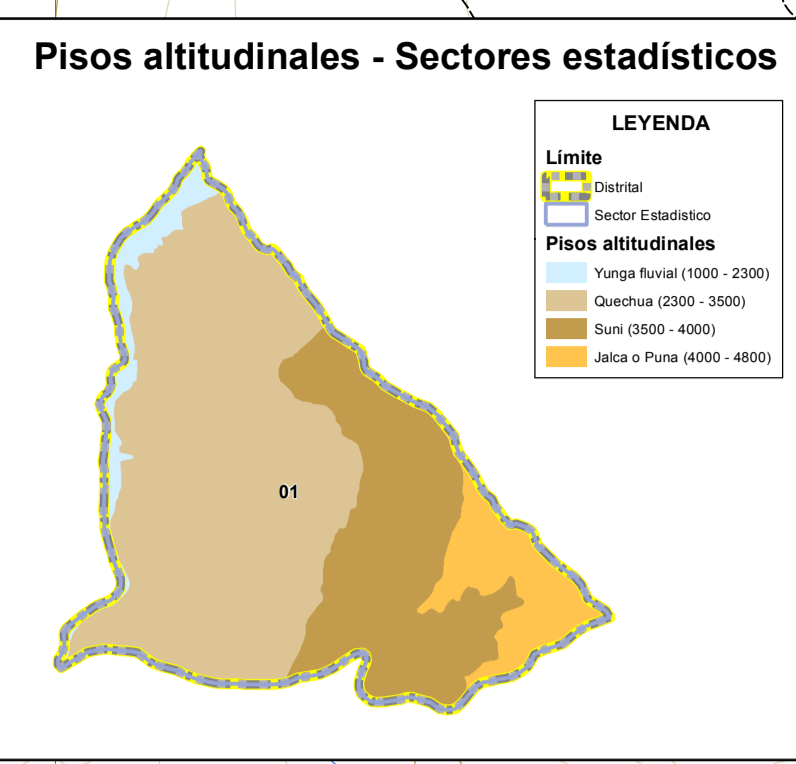 Pisos altitudinales - Sectores estadísticos
LEYENDA
Límite
Distrital
Sector Estadistico
Pisos altitudinales
Yunga fluvial (1000 - 2300)
Quechua (2300 - 3500)
Suni (3500 - 4000)
Jalca o Puna (4000 - 4800)
01